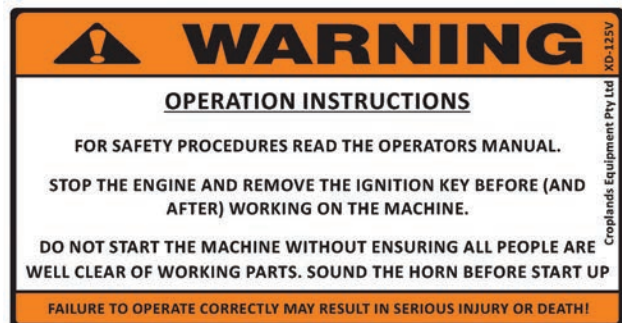 WARNING
OPERATION INSTRUCTIONS
FOR SAFETY PROCEDURES READ THE OPERATORS MANUAL.
STOP THE ENGINE AND REMOVE THE IGNITION KEY BEFORE (AND
AFTER) WORKING ON THE MACHINE.
DO NOT START THE MACHINE WITHOUT ENSURING ALL PEOPLE ARE
WELL CLEAR OF WORKING PARTS. SOUND THE HORN BEFORE START UP
FAILURE TO OPERATE CORRECTLY MAY RESULT IN SERIOUS INJURY OR DEATH!
Croplands Equipment Pty Ltd XD-125V